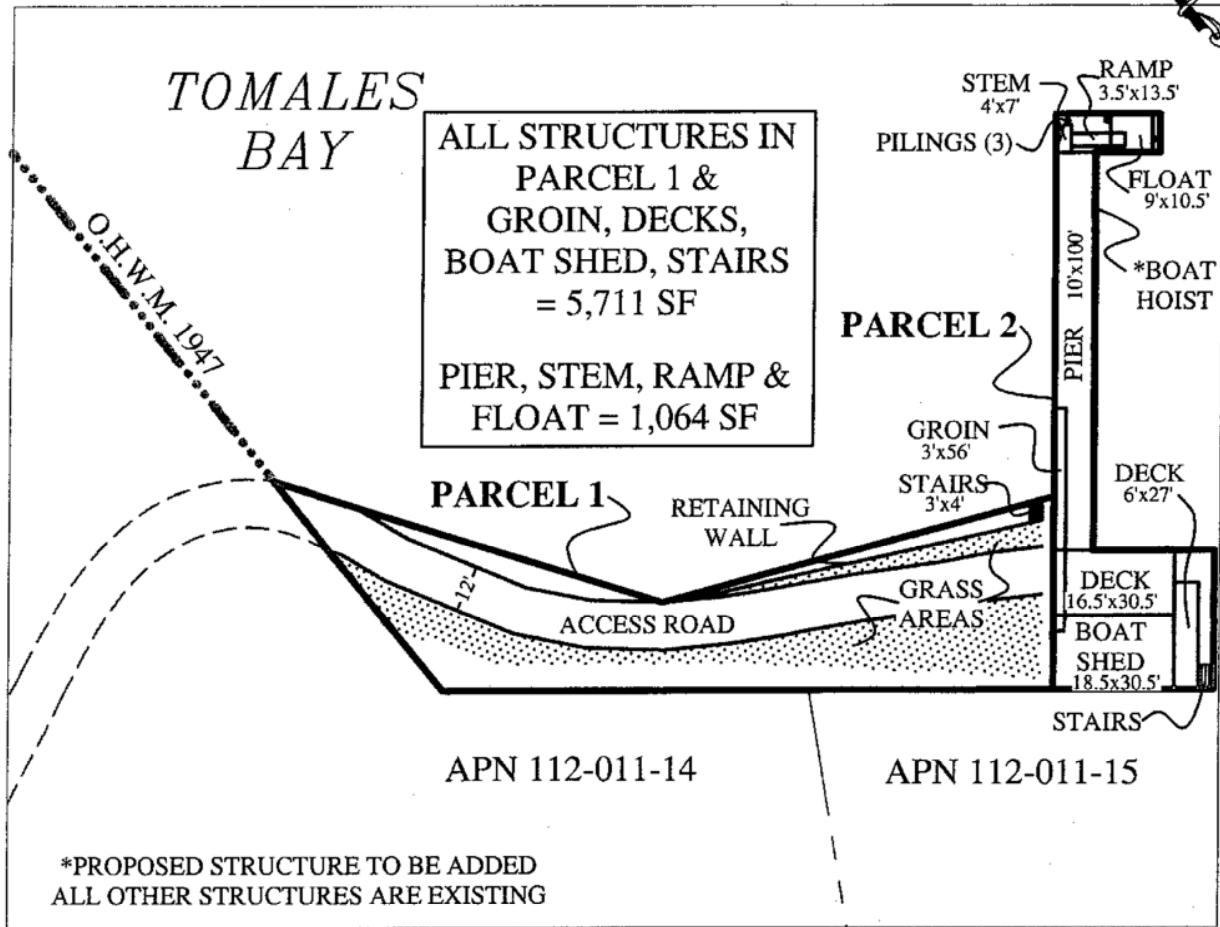 TOMALES
BAY
O.H.W.M. 1947
ALL STRUCTURES IN
PARCEL 1 &
GROIN, DECKS,
BOAT SHED, STAIRS
= 5,711 SF
PIER, STEM, RAMP &
FLOAT = 1,064 SF
STEM
4'x7'
RAMP
3.5'x13.5'
PILINGS (3)
FLOAT
9'x10.5'
*BOAT
HOIST
PIER 10'x100'
PARCEL 2
GROIN
3'x56'
STAIRS
3'x4'
DECK
6'x27'
PARCEL 1
RETAINING
WALL
12'
ACCESS ROAD
GRASS
AREAS
DECK
16.5'x30.5'
BOAT
SHED
18.5x30.5'
STAIRS
APN 112-011-14
APN 112-011-15
*PROPOSED STRUCTURE TO BE ADDED
ALL OTHER STRUCTURES ARE EXISTING